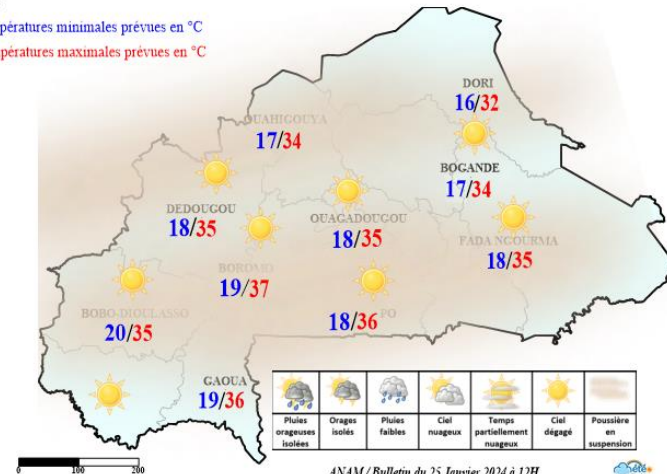 pératures minimales prévues en °C
pératures maximales prévues en °C
DORI
16/32
OUAHIGOUYA
17/34
BOGANDE
17/34
DEDOUGOU
18/35
OUAGADOUGOU
18/35
FADA NGOURMA
18/35
BOROMO
19/37
BOBO-DIOULASSO
20/35
PO
18/36
GAOUA
19/36
Pluies orageuses isolées
Orages isolés
Pluies faibles
Ciel nuageux
Temps partiellement nuageux
Ciel dégagé
Poussière en suspension
0 100 200
ANAM / Bulletin du 25 Janvier 2024 à 12H